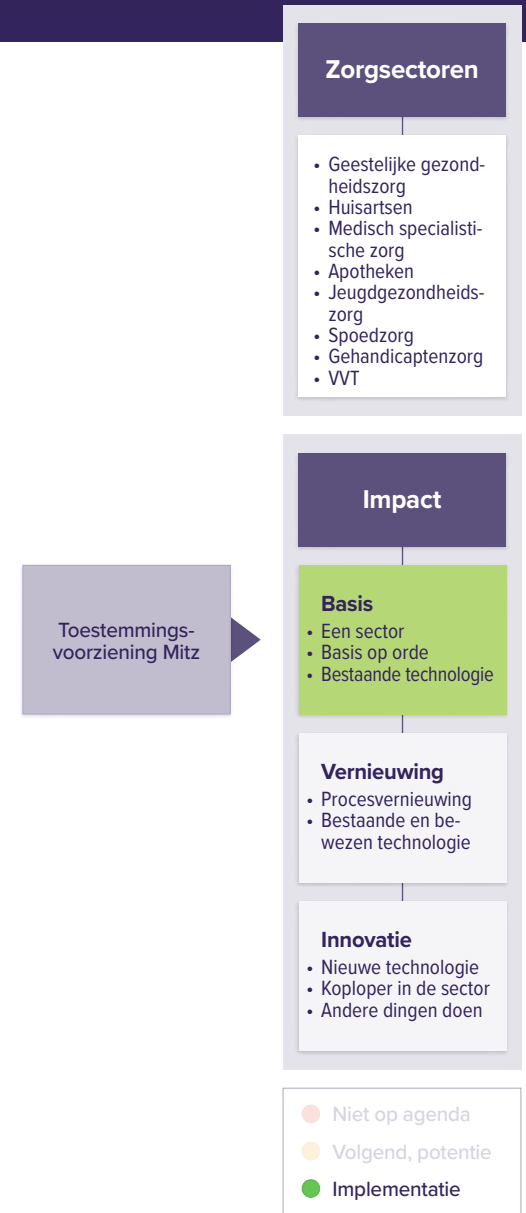 Zorgsectoren
• Geestelijke gezond-
heidszorg
• Huisartsen
• Medisch specialisti-
sche zorg
• Apotheken
• Jeugdgezondheids-
zorg
• Spoedzorg
• Gehandicaptenzorg
• VVT
Impact
Toestemmings-
voorziening Mitz
Basis
• Een sector
• Basis op orde
• Bestaande technologie
Vernieuwing
• Procesvernieuwing
• Bestaande en be-
wezen technologie
Innovatie
• Nieuwe technologie
• Koploper in de sector
• Andere dingen doen
Niet op agenda
Volgend, potentie
Implementatie